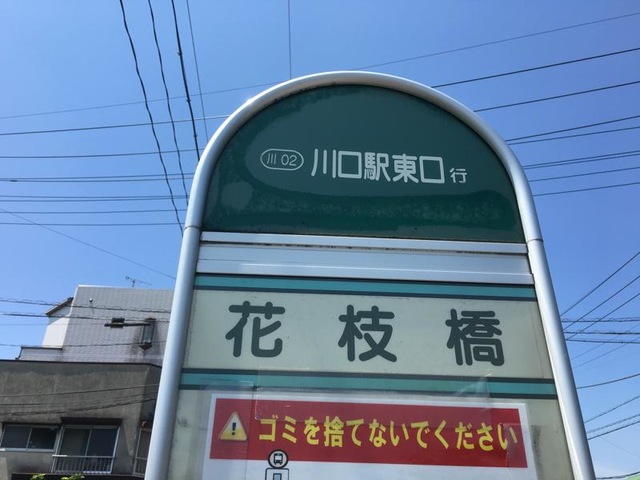 川02 川口駅東口行
花枝橋
ゴミを捨てないでください